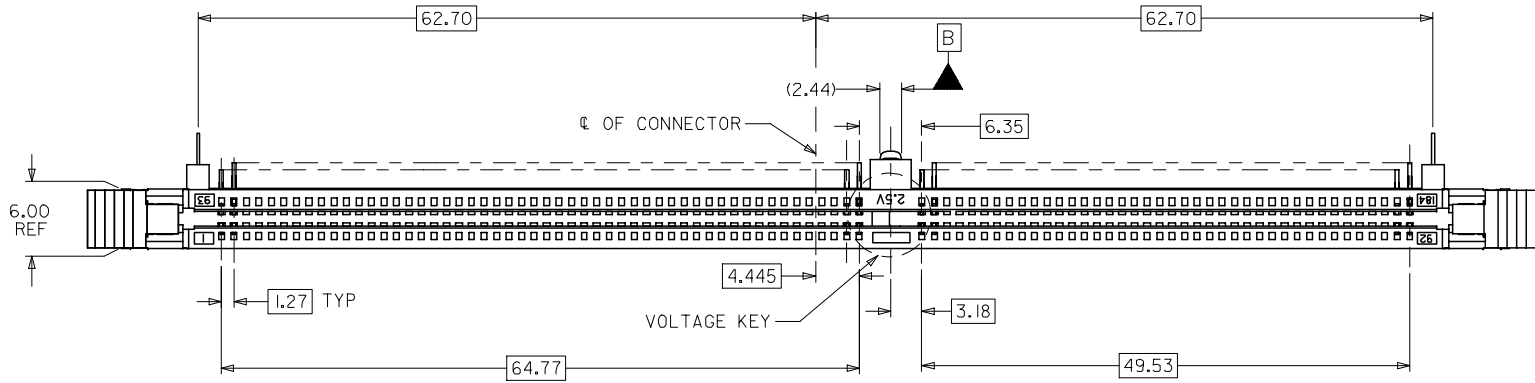 62.70
62.70
B
(2.44)
℄ OF CONNECTOR
6.35
6.00
REF
93
2.5V
184
1
92
4.445
1.27 TYP
VOLTAGE KEY
3.18
64.77
49.53